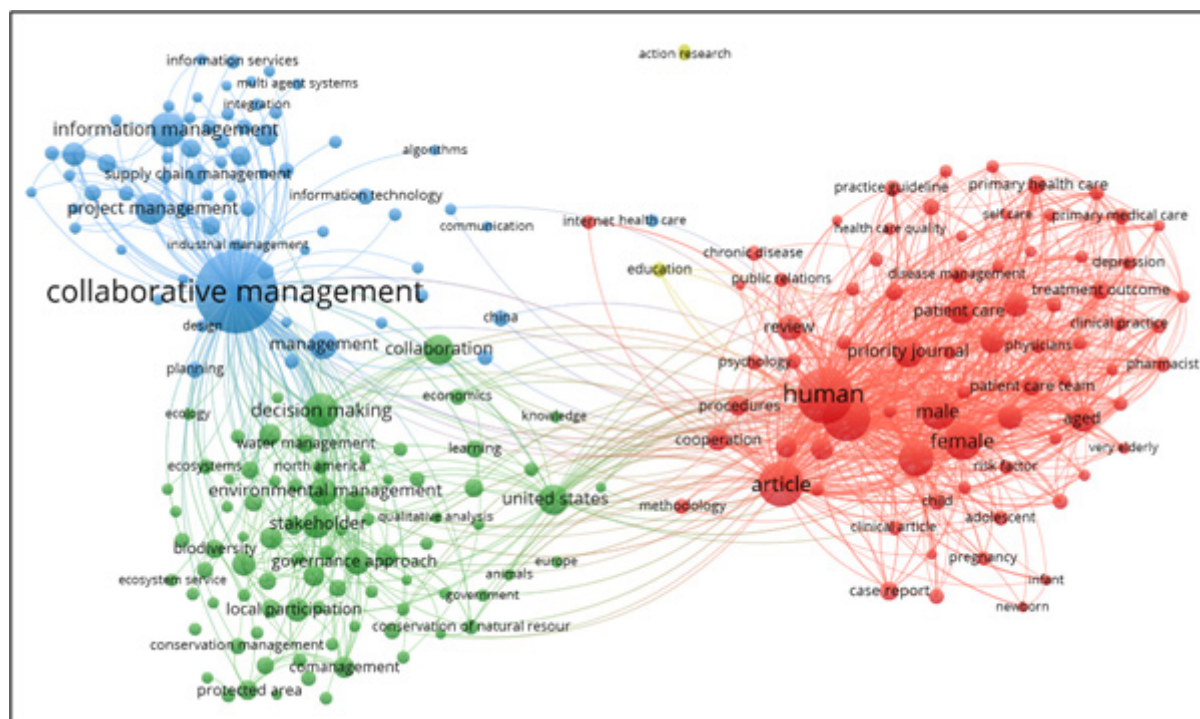 action research
information services
multi agent systems
integration
information management
algorithms
supply chain management
information technology
project management
communication
industrial management
collaborative management
design
china
management
collaboration
planning
internet
health care
education
practice guideline
primary health care
self care
primary medical care
health care quality
chronic disease
public relations
disease management
depression
treatment outcome
patient care
review
clinical practice
priority journal
physicians
psychology
pharmacist
patient care team
human
procedures
male
aged
cooperation
female
very elderly
risk factor
article
child
methodology
adolescent
clinical article
pregnancy
case report
infant
newborn
ecology
decision making
economics
knowledge
water management
learning
ecosystems
north america
environmental management
united states
stakeholder
qualitative analysis
biodiversity
governance approach
europe
ecosystem service
animals
government
local participation
conservation of natural resour
conservation management
comanagement
protected area